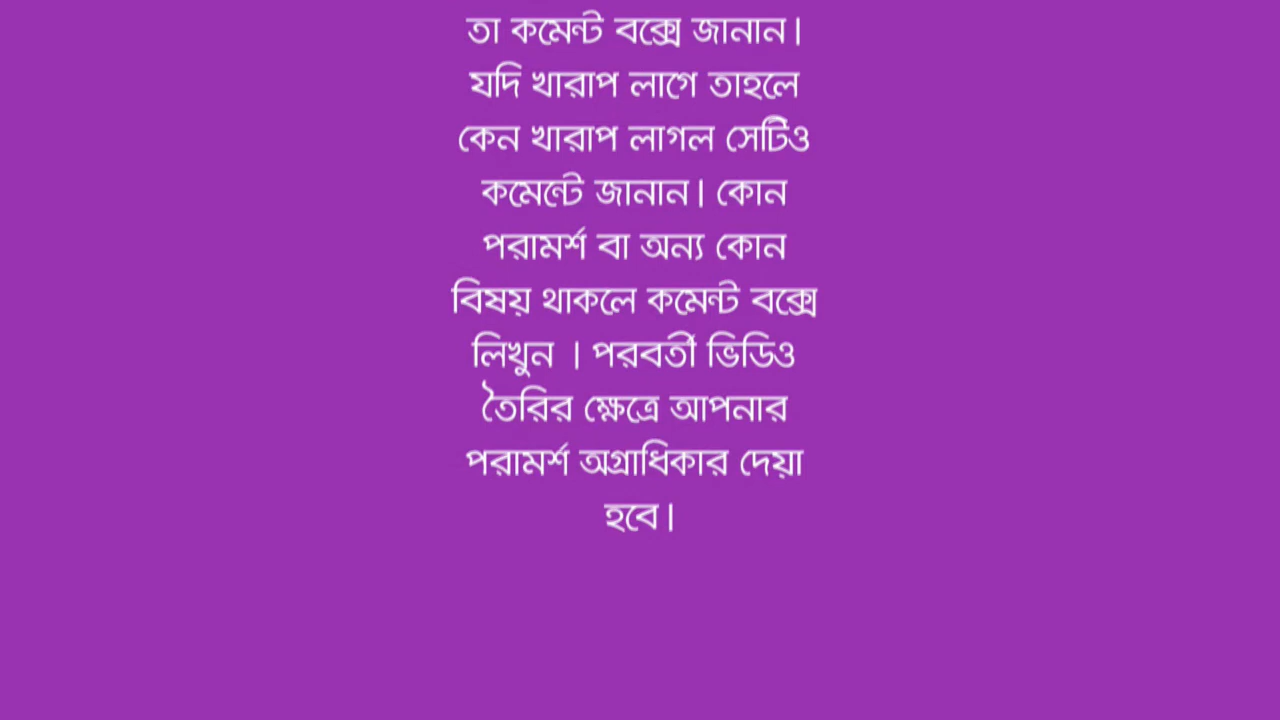 তা কমেন্ট বক্সে জানান।
যদি খারাপ লাগে তাহলে
কেন খারাপ লাগল সেটিও
কমেন্টে জানান। কোন
পরামর্শ বা অন্য কোন
বিষয় থাকলে কমেন্ট বক্সে
লিখুন । পরবর্তী ভিডিও
তৈরির ক্ষেত্রে আপনার
পরামর্শ অগ্রাধিকার দেয়া
হবে।